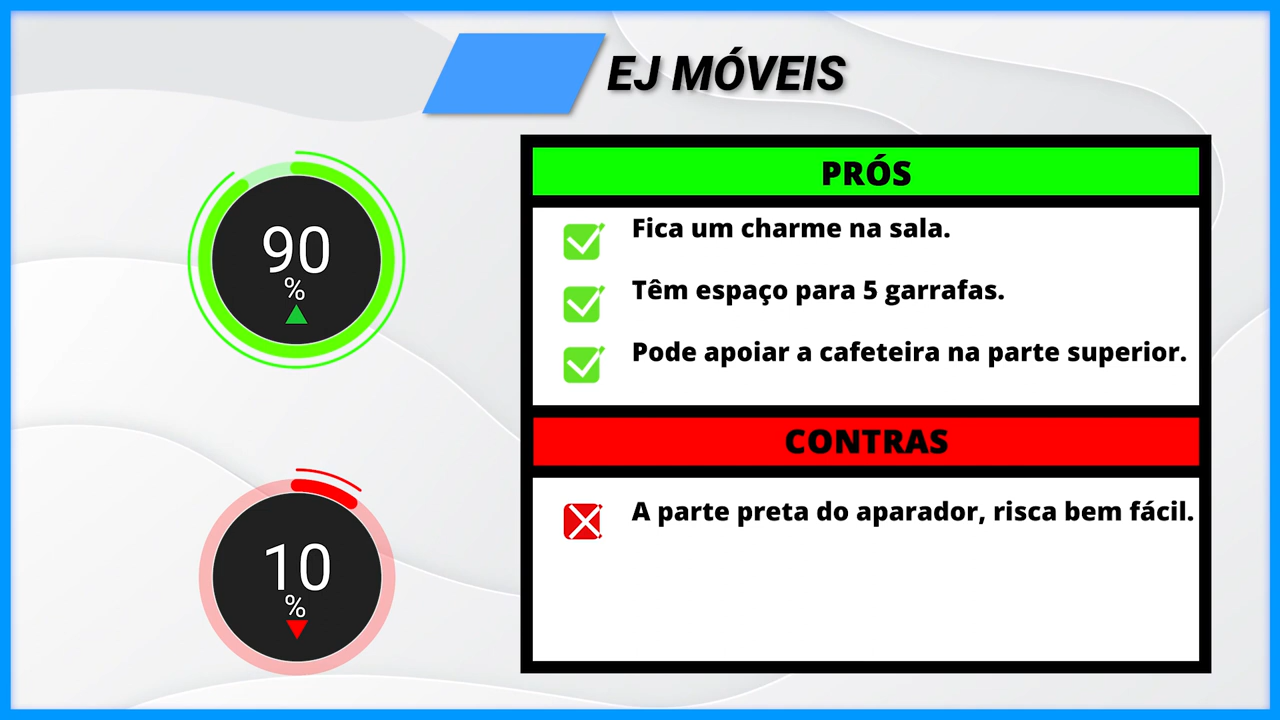 EJ MÓVEIS
PRÓS
Fica um charme na sala.
Têm espaço para 5 garrafas.
Pode apoiar a cafeteira na parte superior.
CONTRAS
A parte preta do aparador, risca bem fácil.
90
%
10
%